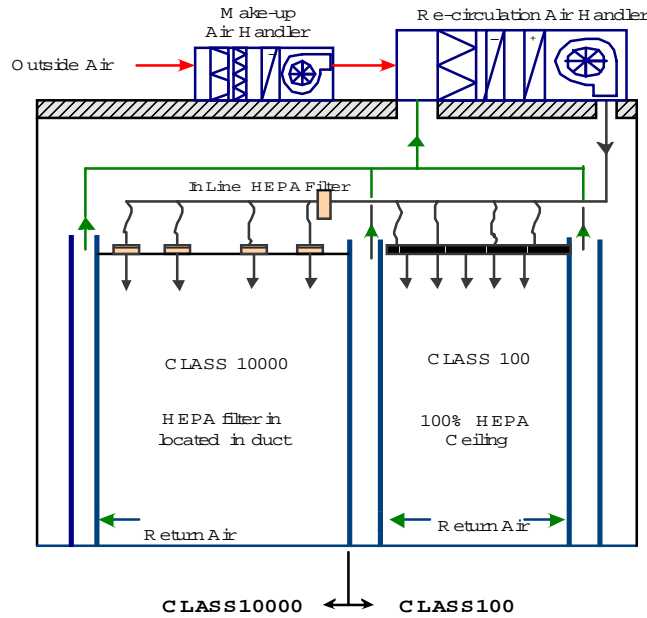 Make-up
Air Handler
Re-circulation Air Handler
Outside Air
- 
- +
In Line HEPA Filter
CLASS 10000
CLASS 100
HEPA filter in
located in duct
100% HEPA
Ceiling
Return Air
Return Air
CLASS10000
CLASS100